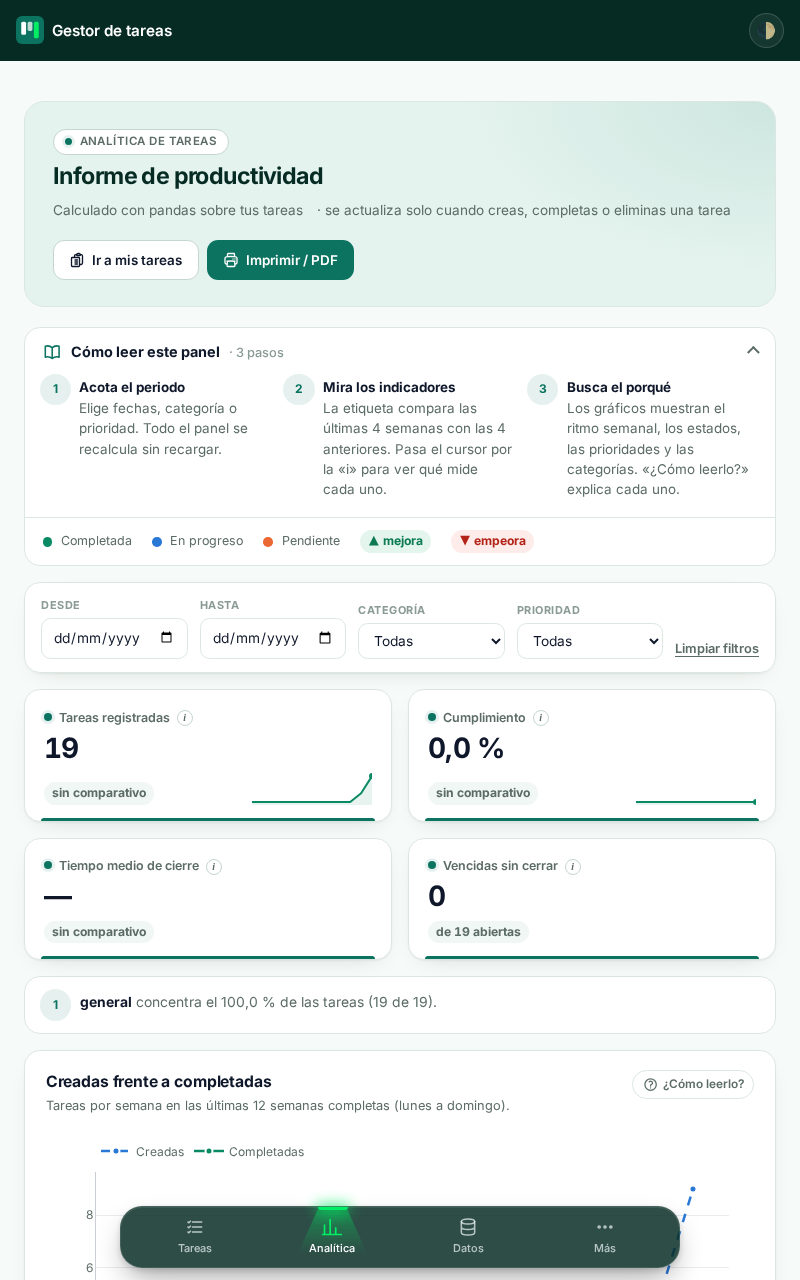 Gestor de tareas
ANALÍTICA DE TAREAS
Informe de productividad
Calculado con pandas sobre tus tareas · se actualiza solo cuando creas, completas o eliminas una tarea
Ir a mis tareas
Imprimir / PDF
Cómo leer este panel · 3 pasos
1 Acota el periodo
Elige fechas, categoría o
prioridad. Todo el panel se
recalcula sin recargar.
2 Mira los indicadores
La etiqueta compara las
últimas 4 semanas con las 4
anteriores. Pasa el cursor por
la «i» para ver qué mide
cada uno.
3 Busca el porqué
Los gráficos muestran el
ritmo semanal, los estados,
las prioridades y las
categorías. «¿Cómo leerlo?»
explica cada uno.
Completada En progreso Pendiente ▲ mejora ▼ empeora
DESDE
dd/mm/yyyy
HASTA
dd/mm/yyyy
CATEGORÍA
Todas
PRIORIDAD
Todas
Limpiar filtros
Tareas registradas i
19
sin comparativo
Cumplimiento i
0,0 %
sin comparativo
Tiempo medio de cierre i
—
sin comparativo
Vencidas sin cerrar i
0
de 19 abiertas
1 general concentra el 100,0 % de las tareas (19 de 19).
Creadas frente a completadas
¿Cómo leerlo?
Tareas por semana en las últimas 12 semanas completas (lunes a domingo).
Creadas Completadas
8
6
Tareas
Analítica
Datos
Más